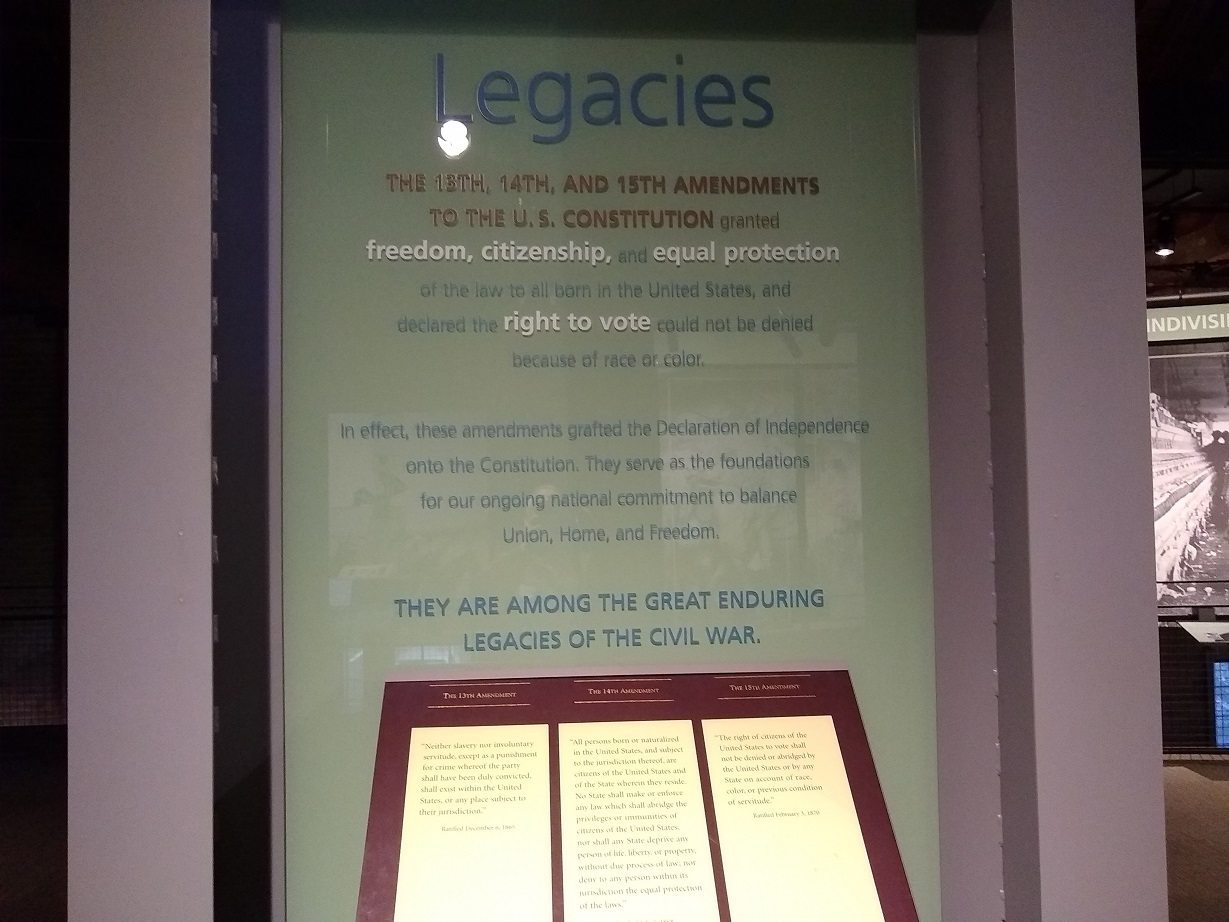 Legacies
THE 13TH, 14TH, AND 15TH AMENDMENTS
TO THE U.S. CONSTITUTION granted
freedom, citizenship, and equal protection
of the law to all born in the United States, and
declared the right to vote could not be denied
because of race or color.
In effect, these amendments grafted the Declaration of Independence
onto the Constitution. They serve as the foundations
for our ongoing national commitment to balance
Union, Home, and Freedom.
THEY ARE AMONG THE GREAT ENDURING
LEGACIES OF THE CIVIL WAR.
THE 13TH AMENDMENT
"Neither slavery nor involuntary
servitude, except as a punishment
for crime whereof the party
shall have been duly convicted,
shall exist within the United
States, or any place subject to
their jurisdiction."
Ratified December 6, 1865
THE 14TH AMENDMENT
"All persons born or naturalized
in the United States, and subject
to the jurisdiction thereof, are
citizens of the United States and
of the State wherein they reside.
No State shall make or enforce
any law which shall abridge the
privileges or immunities of
citizens of the United States,
nor shall any State deprive any
person of life, liberty, or property,
without due process of law; nor
deny to any person within its
jurisdiction the equal protection
of the laws."
THE 15TH AMENDMENT
"The right of citizens of the
United States to vote shall
not be denied or abridged by
the United States or by any
State on account of race,
color, or previous condition
of servitude."
Ratified February 3, 1870